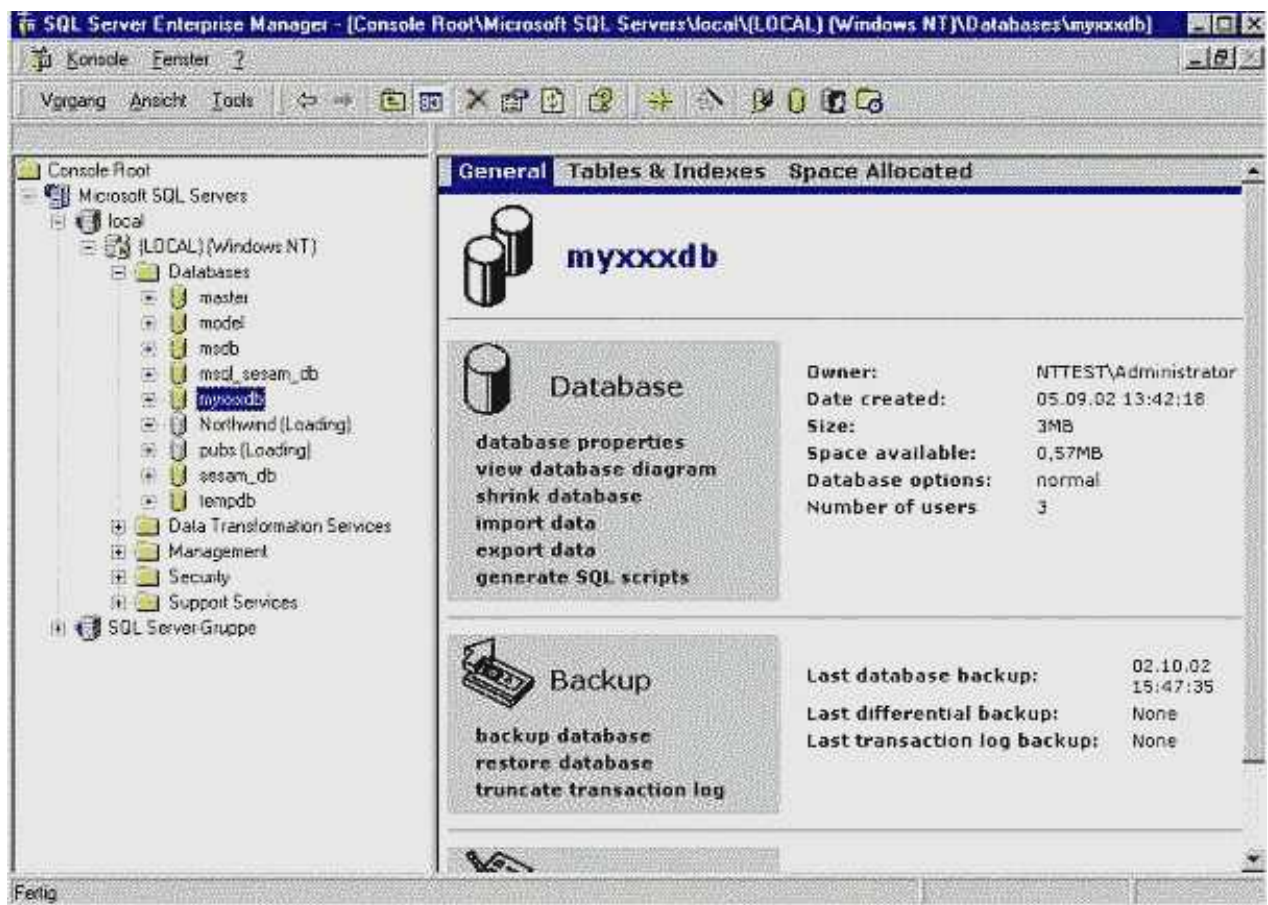 SQL Server Enterprise Manager - [Console Root\Microsoft SQL Servers\local\(LOCAL) (Windows NT)\Databases\myxxxdb]
Konsole Fenster ?
Vorgang Ansicht Tools
Console Root
Microsoft SQL Servers
local
(LOCAL) (Windows NT)
Databases
master
model
msdb
msql_sesam_db
myxxxdb
Northwind (Loading)
pubs (Loading)
sesam_db
tempdb
Data Transformation Services
Management
Security
Support Services
SQL Server-Gruppe
General Tables & Indexes Space Allocated
myxxxdb
Database
database properties
view database diagram
shrink database
import data
export data
generate SQL scripts
Owner: NTTEST\Administrator
Date created: 05.09.02 13:42:18
Size: 3MB
Space available: 0,57MB
Database options: normal
Number of users 3
Backup
backup database
restore database
truncate transaction log
Last database backup: 02.10.02 15:47:35
Last differential backup: None
Last transaction log backup: None
Fertig